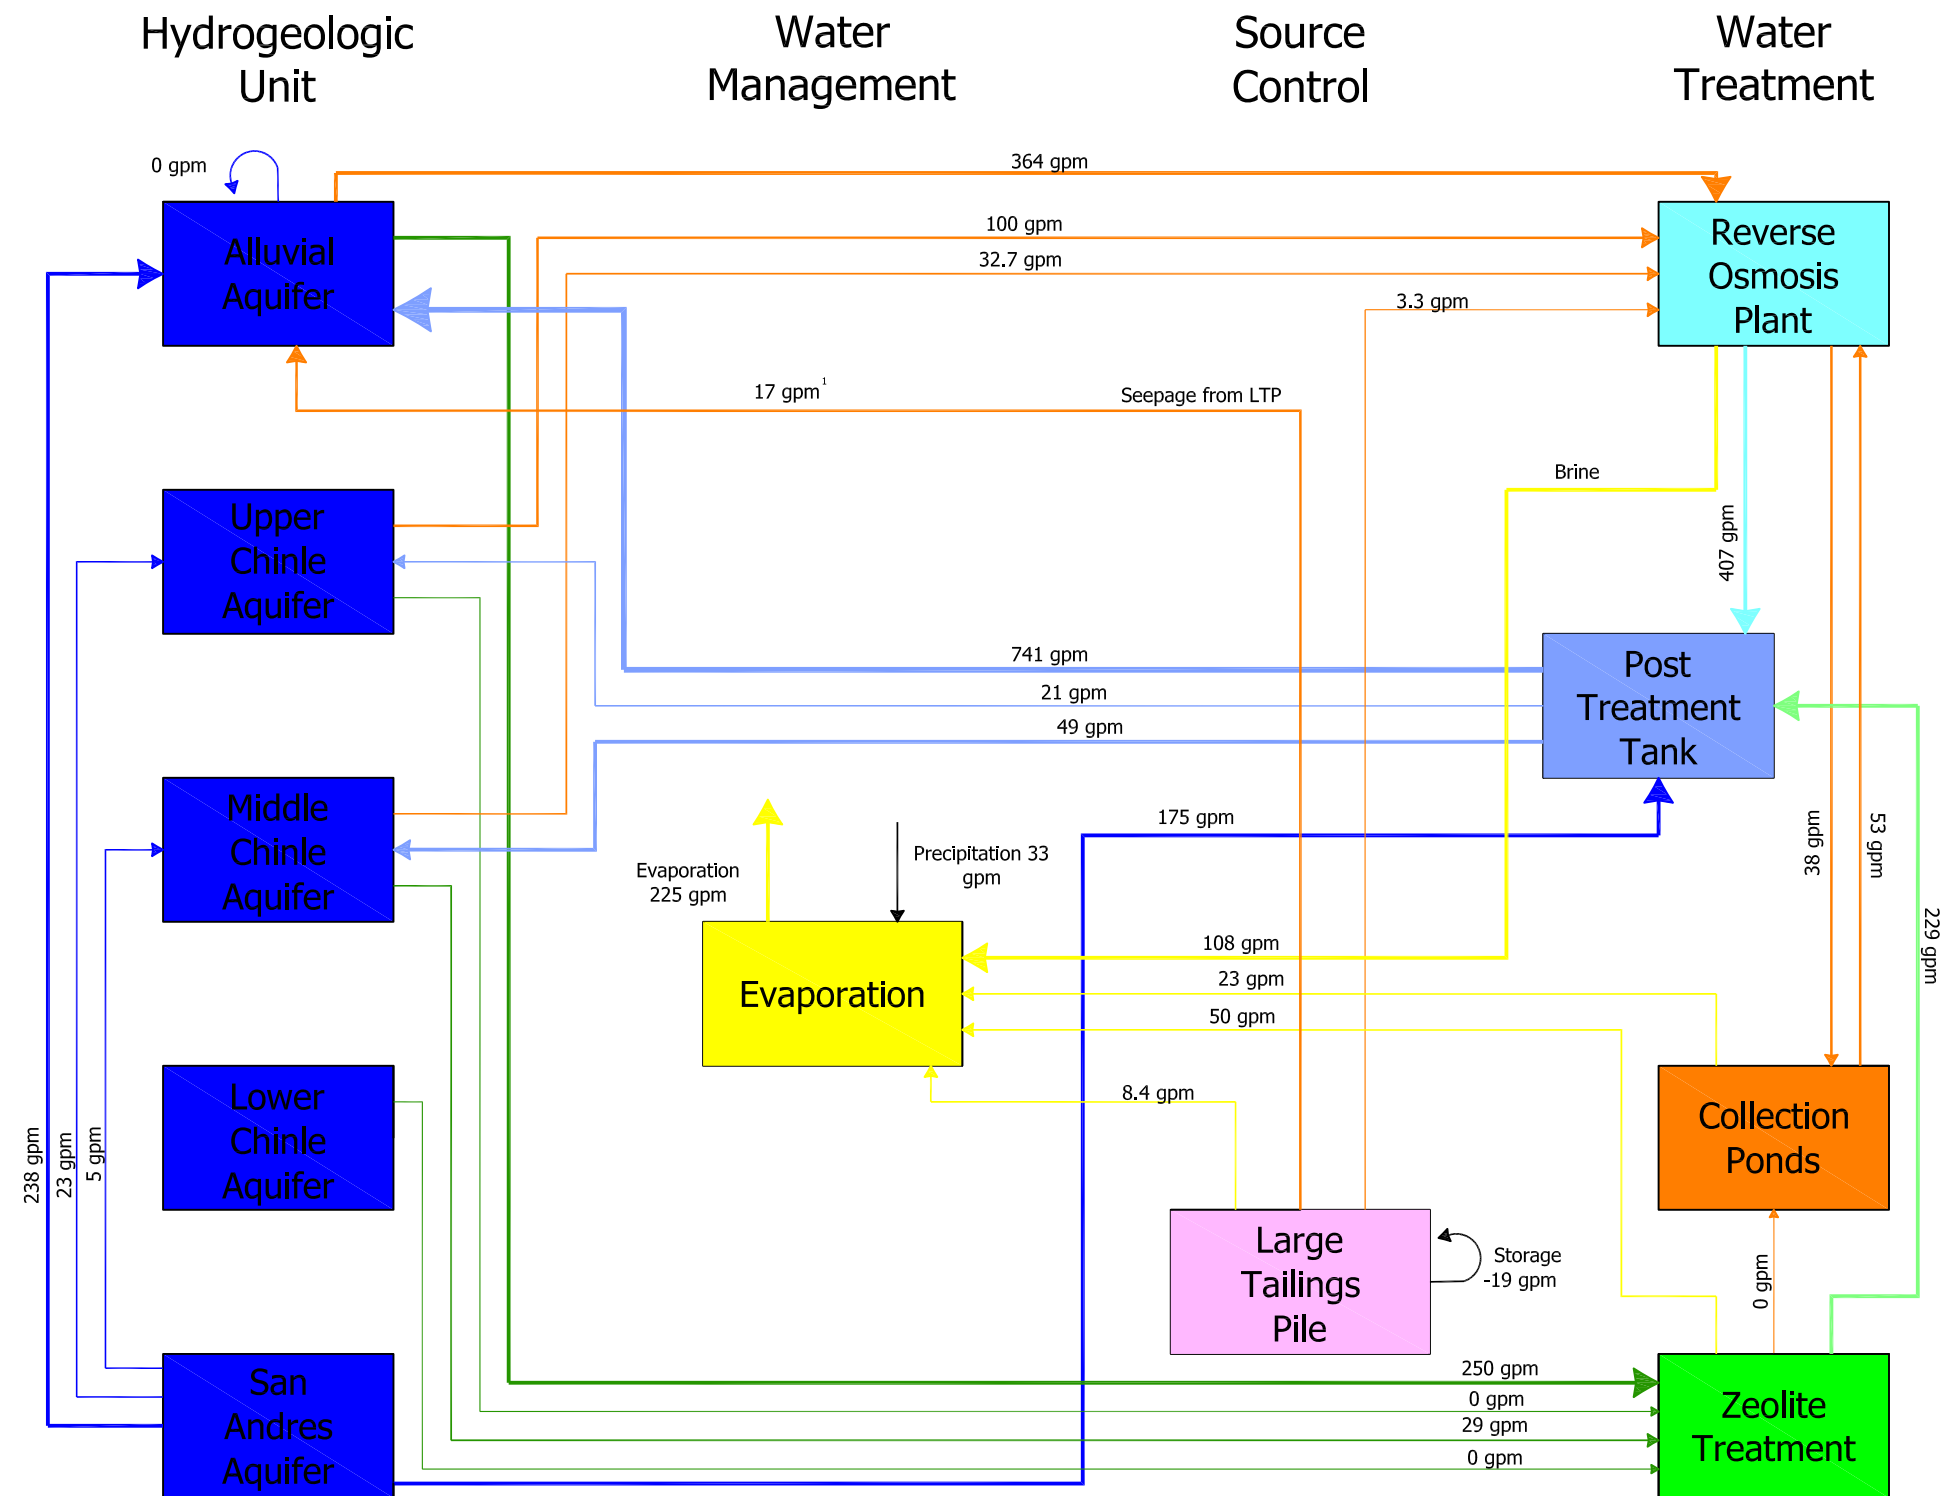 Hydrogeologic
Unit
Water
Management
Source
Control
Water
Treatment
0 gpm
364 gpm
Alluvial
Aquifer
100 gpm
32.7 gpm
3.3 gpm
Reverse
Osmosis
Plant
17 gpm¹
Seepage from LTP
Brine
407 gpm
Upper
Chinle
Aquifer
741 gpm
21 gpm
49 gpm
Post
Treatment
Tank
Middle
Chinle
Aquifer
175 gpm
Evaporation
225 gpm
Precipitation 33
gpm
38 gpm
53 gpm
229 gpm
Evaporation
108 gpm
23 gpm
50 gpm
8.4 gpm
Lower
Chinle
Aquifer
238 gpm
23 gpm
5 gpm
Collection
Ponds
Large
Tailings
Pile
Storage
-19 gpm
0 gpm
San
Andres
Aquifer
250 gpm
0 gpm
29 gpm
0 gpm
Zeolite
Treatment